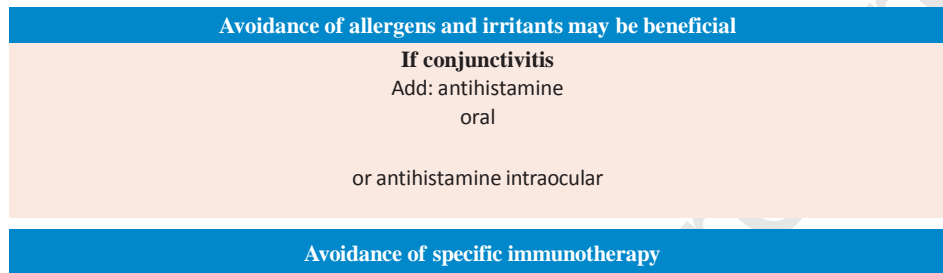 Avoidance of allergens and irritants may be beneficial
If conjunctivitis
Add: antihistamine
oral
or antihistamine intraocular
Avoidance of specific immunotherapy